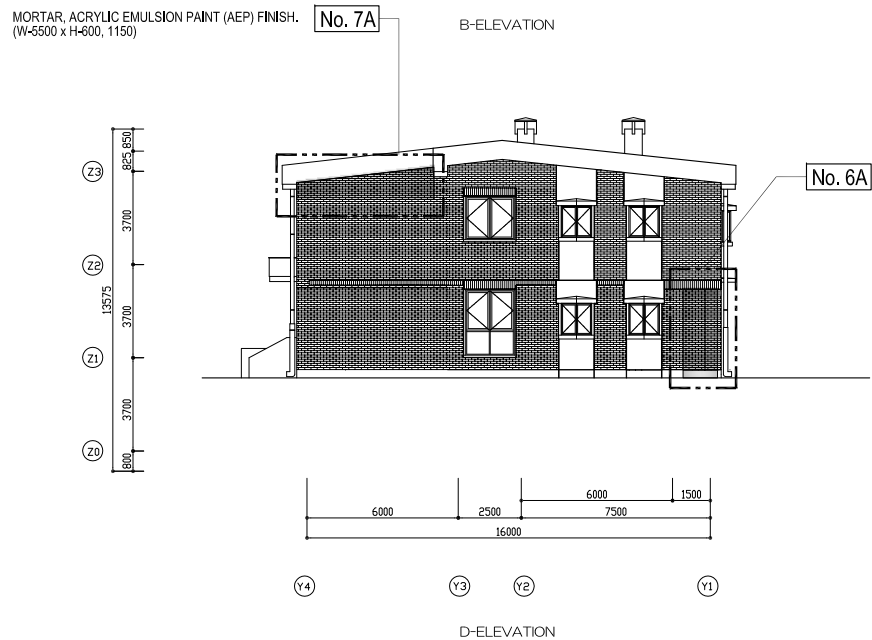 MORTAR, ACRYLIC EMULSION PAINT (AEP) FINISH.
(W-5500 x H-600, 1150)
No. 7A
B-ELEVATION
No. 6A
850
825
Z3
3700
Z2
13575
3700
Z1
3700
Z0
800
6000
1500
6000
2500
7500
16000
Y4
Y3
Y2
Y1
D-ELEVATION